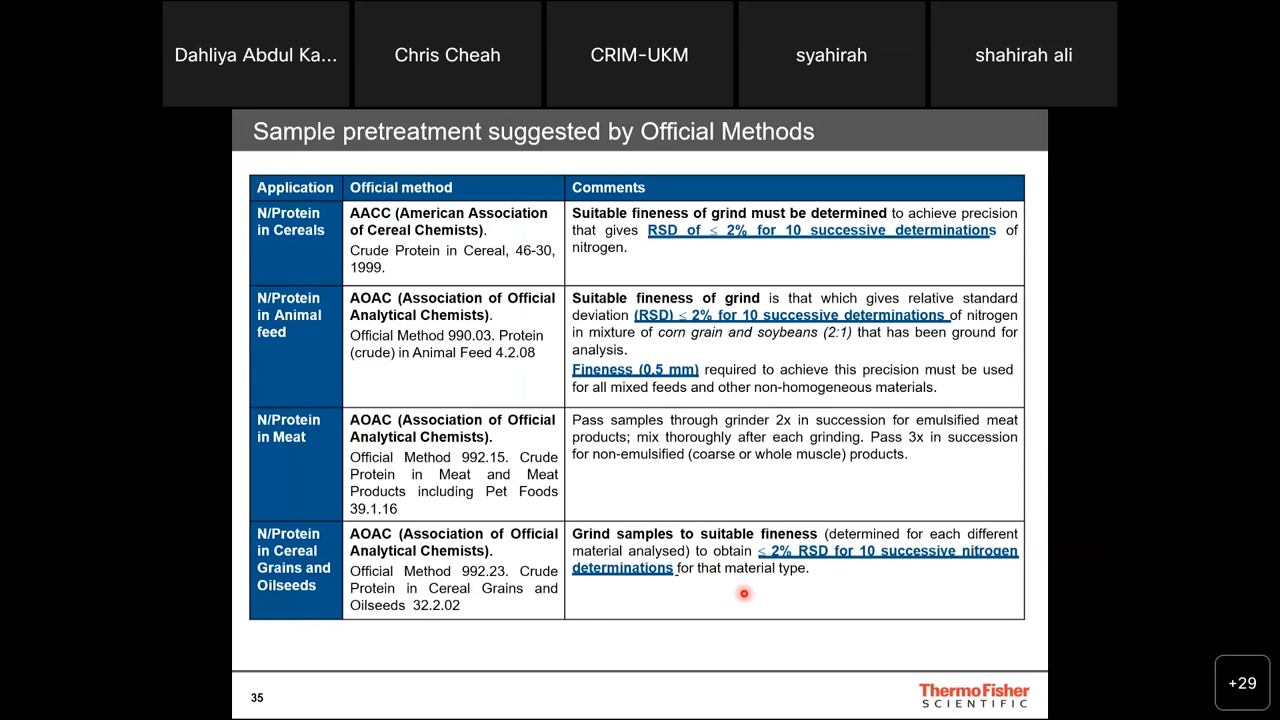 Dahliya Abdul Ka...
Chris Cheah
CRIM-UKM
syahirah
shahirah ali
Sample pretreatment suggested by Official Methods
Application
Official method
Comments
N/Protein
in Cereals
AACC (American Association
of Cereal Chemists).
Crude Protein in Cereal, 46-30,
1999.
Suitable fineness of grind must be determined to achieve precision
that gives RSD of ≤ 2% for 10 successive determinations of
nitrogen.
N/Protein
in Animal
feed
AOAC (Association of Official
Analytical Chemists).
Official Method 990.03. Protein
(crude) in Animal Feed 4.2.08
Suitable fineness of grind is that which gives relative standard
deviation (RSD) ≤ 2% for 10 successive determinations of nitrogen
in mixture of corn grain and soybeans (2:1) that has been ground for
analysis.
Fineness (0.5 mm) required to achieve this precision must be used
for all mixed feeds and other non-homogeneous materials.
N/Protein
in Meat
AOAC (Association of Official
Analytical Chemists).
Official Method 992.15. Crude
Protein in Meat and Meat
Products including Pet Foods
39.1.16
Pass samples through grinder 2x in succession for emulsified meat
products; mix thoroughly after each grinding. Pass 3x in succession
for non-emulsified (coarse or whole muscle) products.
N/Protein
in Cereal
Grains and
Oilseeds
AOAC (Association of Official
Analytical Chemists).
Official Method 992.23. Crude
Protein in Cereal Grains and
Oilseeds 32.2.02
Grind samples to suitable fineness (determined for each different
material analysed) to obtain ≤ 2% RSD for 10 successive nitrogen
determinations for that material type.
35
ThermoFisher
SCIENTIFIC
+29